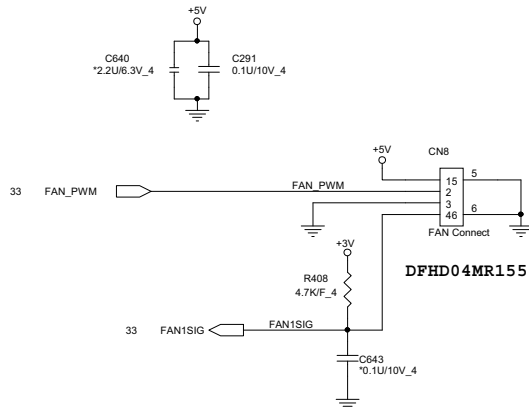 +5V
C640
*2.2U/6.3V_4
C291
0.1U/10V_4
+5V
CN8
15
5
33 FAN_PWM
FAN_PWM
2
3
46
6
FAN Connect
+3V
DFHD04MR155
R408
4.7K/F_4
33 FAN1SIG
FAN1SIG
C643
*0.1U/10V_4